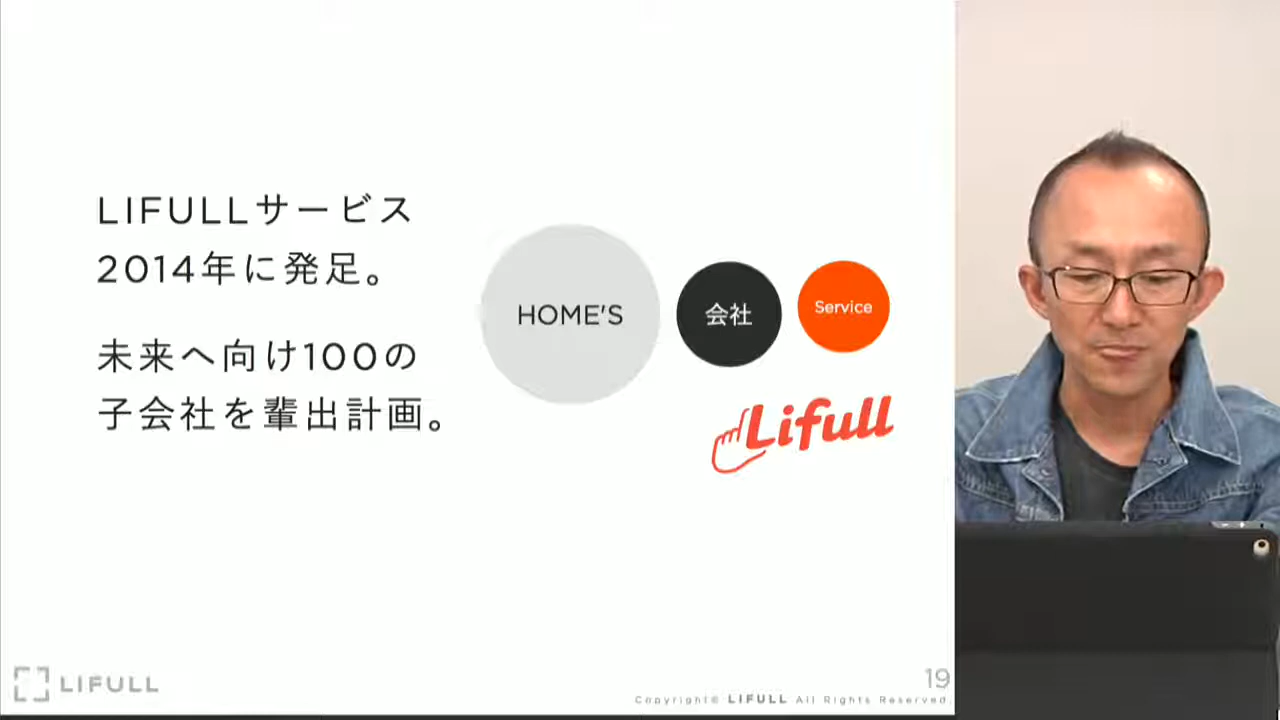 LIFULLサービス
2014年に発足。
未来へ向け100の
子会社を輩出計画。
HOME'S
会社
Service
Lifull
LIFULL
19
Copyright© LIFULL All Rights Reserved.